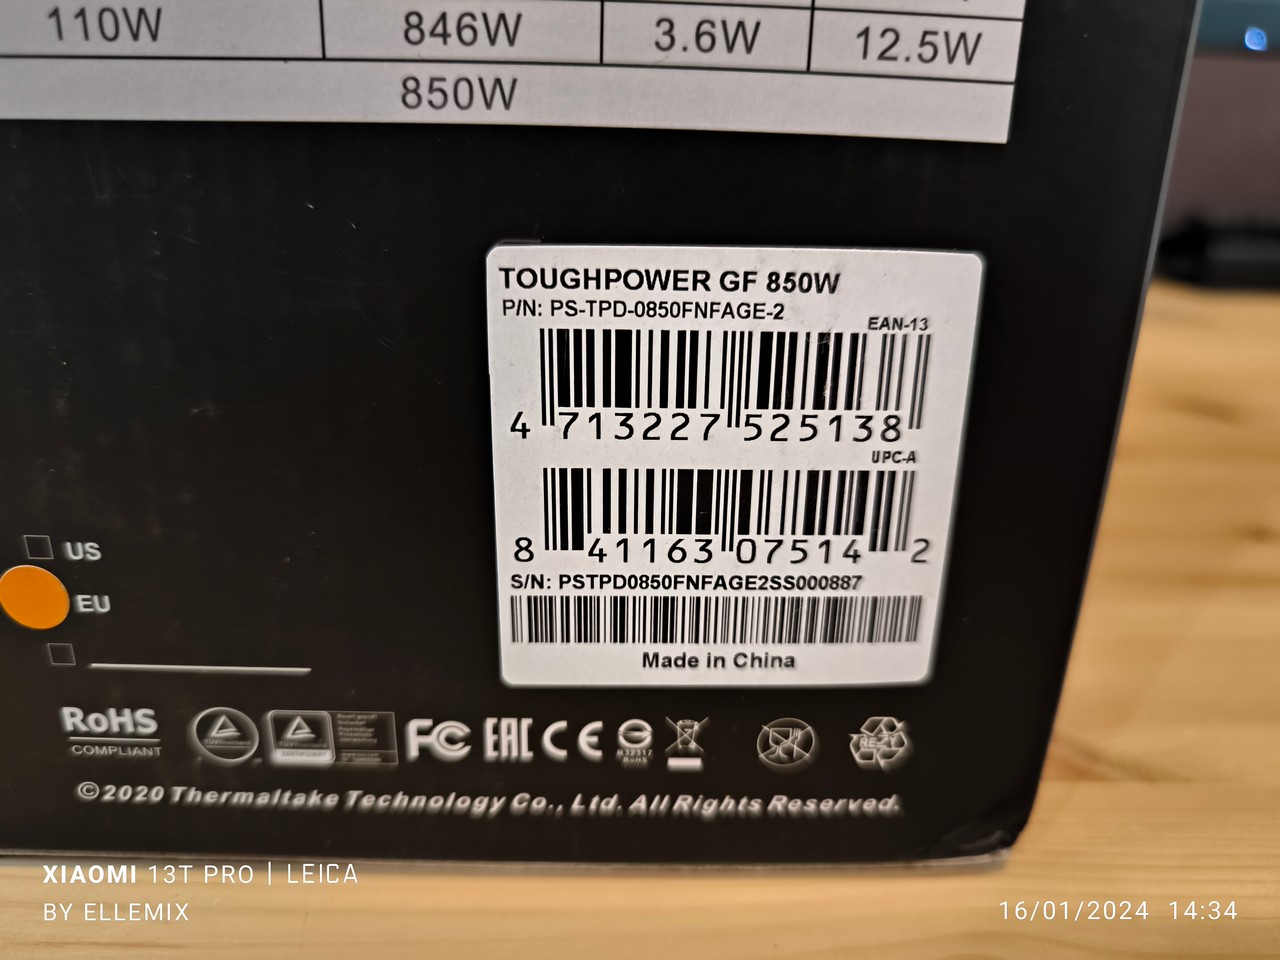 110W 846W 3.6W 12.5W
850W
TOUGHPOWER GF 850W
P/N: PS-TPD-0850FNFAGE-2
EAN-13
4 713227 525138
UPC-A
8 41163 07514 2
S/N: PSTPD0850FNFAGE2SS000887
Made in China
US
EU
RoHS
COMPLIANT
FC EAC CE
©2020 Thermaltake Technology Co., Ltd. All Rights Reserved.
XIAOMI 13T PRO | LEICA
BY ELLEMIX
16/01/2024 14:34